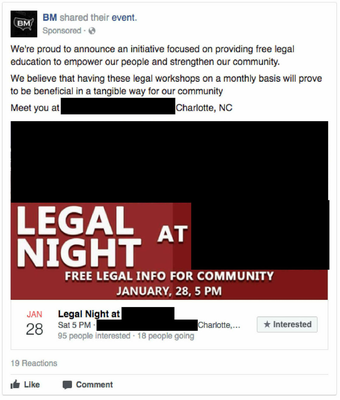 BM
BM shared their event.
Sponsored ·
We're proud to announce an initiative focused on providing free legal
education to empower our people and strengthen our community.
We believe that having these legal workshops on a monthly basis will prove
to be beneficial in a tangible way for our community
Meet you at Charlotte, NC
LEGAL
NIGHT AT
FREE LEGAL INFO FOR COMMUNITY
JANUARY, 28, 5 PM
JAN
28
Legal Night at
Sat 5 PM · Charlotte,...
95 people interested · 18 people going
★ Interested
19 Reactions
Like Comment